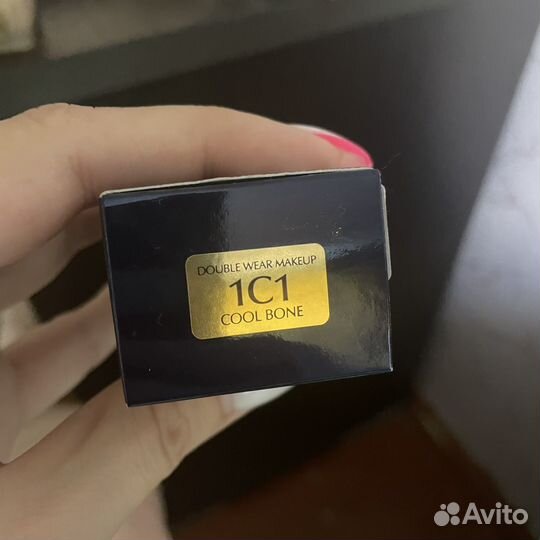 DOUBLE WEAR MAKEUP
1C1
COOL BONE
Avito